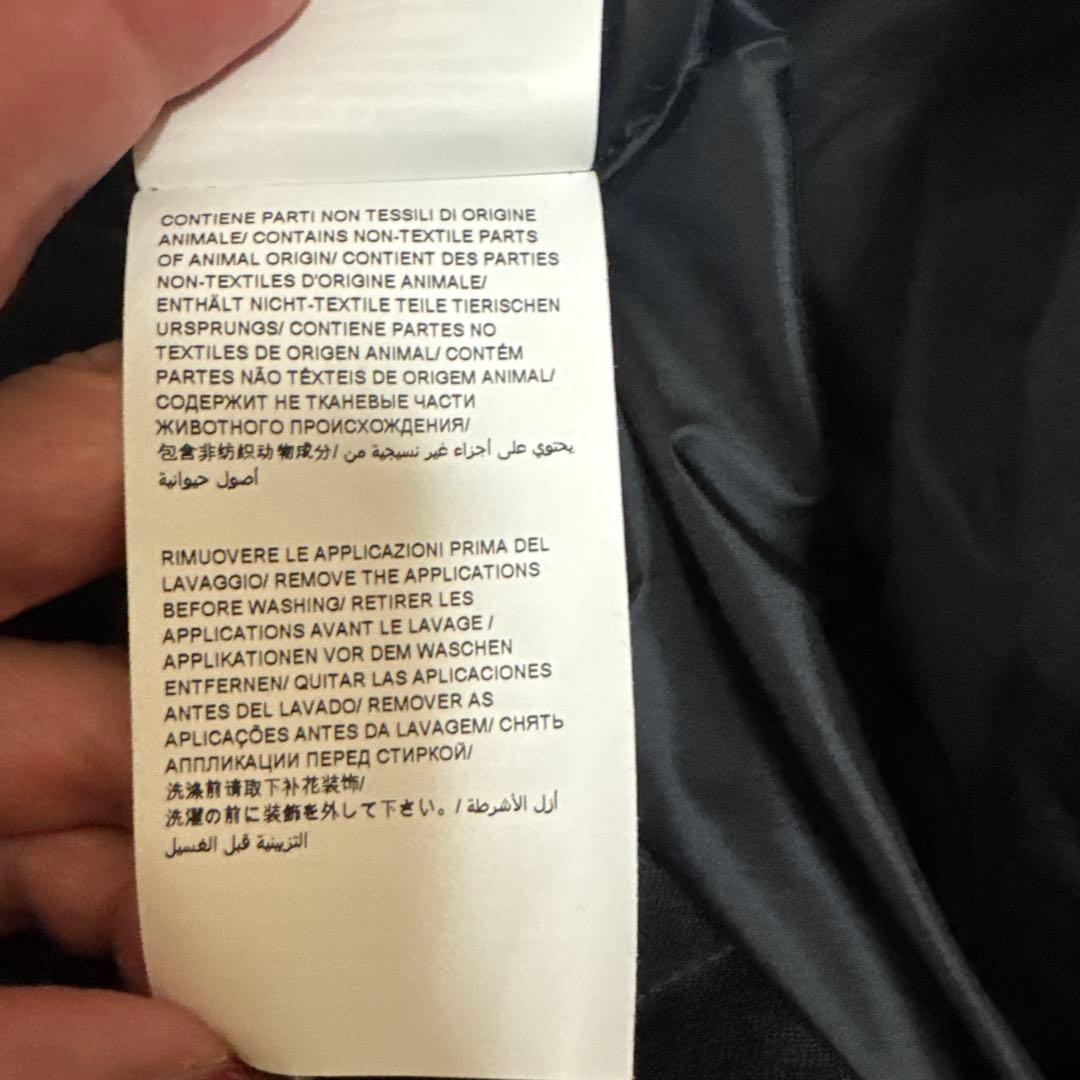 CONTIENE PARTI NON TESSILI DI ORIGINE
ANIMALE/ CONTAINS NON-TEXTILE PARTS
OF ANIMAL ORIGIN/ CONTIENT DES PARTIES
NON-TEXTILES D'ORIGINE ANIMALE/
ENTHÄLT NICHT-TEXTILE TEILE TIERISCHEN
URSPRUNGS/ CONTIENE PARTES NO
TEXTILES DE ORIGEN ANIMAL/ CONTÉM
PARTES NÃO TÊXTEIS DE ORIGEM ANIMAL/
СОДЕРЖИТ НЕ ТКАНЕВЫЕ ЧАСТИ
ЖИВОТНОГО ПРОИСХОЖДЕНИЯ/
包含非纺织动物成分/ يحتوي على أجزاء غير نسيجية من
أصول حيوانية
RIMUOVERE LE APPLICAZIONI PRIMA DEL
LAVAGGIO/ REMOVE THE APPLICATIONS
BEFORE WASHING/ RETIRER LES
APPLICATIONS AVANT LE LAVAGE /
APPLIKATIONEN VOR DEM WASCHEN
ENTFERNEN/ QUITAR LAS APLICACIONES
ANTES DEL LAVADO/ REMOVER AS
APLICAÇÕES ANTES DA LAVAGEM/ СНЯТЬ
АППЛИКАЦИИ ПЕРЕД СТИРКОЙ/
洗涤前请取下补花装饰/
洗濯の前に装飾を外して下さい。/ أزل الأشرطة
التزيينية قبل الغسيل